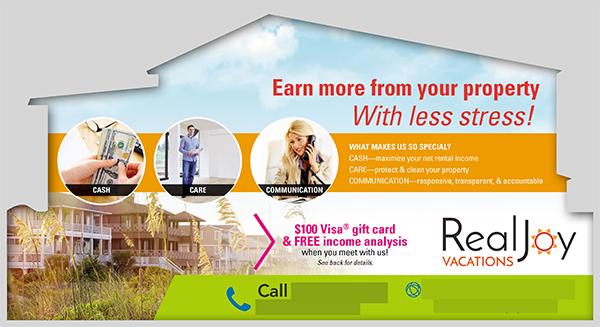 Earn more from your property
With less stress!
WHAT MAKES US SO SPECIAL?
CASH—maximize your net rental income
CARE—protect & clean your property
COMMUNICATION—responsive, transparent, & accountable
CASH
CARE
COMMUNICATION
$100 Visa® gift card
& FREE income analysis
when you meet with us!
See back for details.
RealJoy
VACATIONS
Call